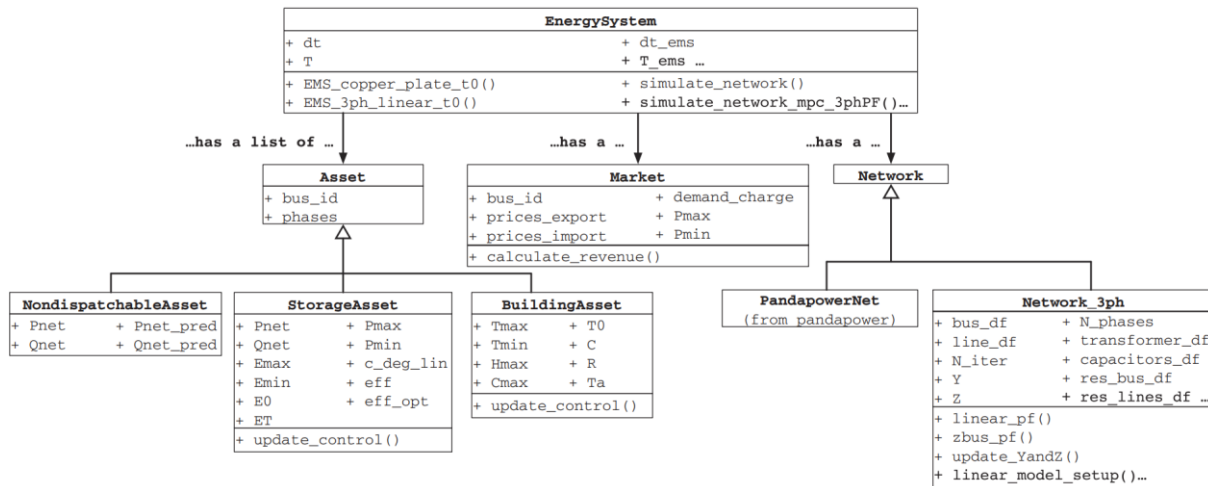 EnergySystem
+ dt + dt_ems
+ T + T_ems …
+ EMS_copper_plate_t0() + simulate_network()
+ EMS_3ph_linear_t0() + simulate_network_mpc_3phPF()…
…has a list of … …has a … …has a …
Asset
+ bus_id
+ phases
Market
+ bus_id + demand_charge
+ prices_export + Pmax
+ prices_import + Pmin
+ calculate_revenue()
Network
NondispatchableAsset
+ Pnet + Pnet_pred
+ Qnet + Qnet_pred
StorageAsset
+ Pnet + Pmax
+ Qnet + Pmin
+ Emax + c_deg_lin
+ Emin + eff
+ E0 + eff_opt
+ ET
+ update_control()
BuildingAsset
+ Tmax + T0
+ Tmin + C
+ Hmax + R
+ Cmax + Ta
+ update_control()
PandapowerNet
(from pandapower)
Network_3ph
+ bus_df + N_phases
+ line_df + transformer_df
+ N_iter + capacitors_df
+ Y + res_bus_df
+ Z + res_lines_df …
+ linear_pf()
+ zbus_pf()
+ update_YandZ()
+ linear_model_setup()…